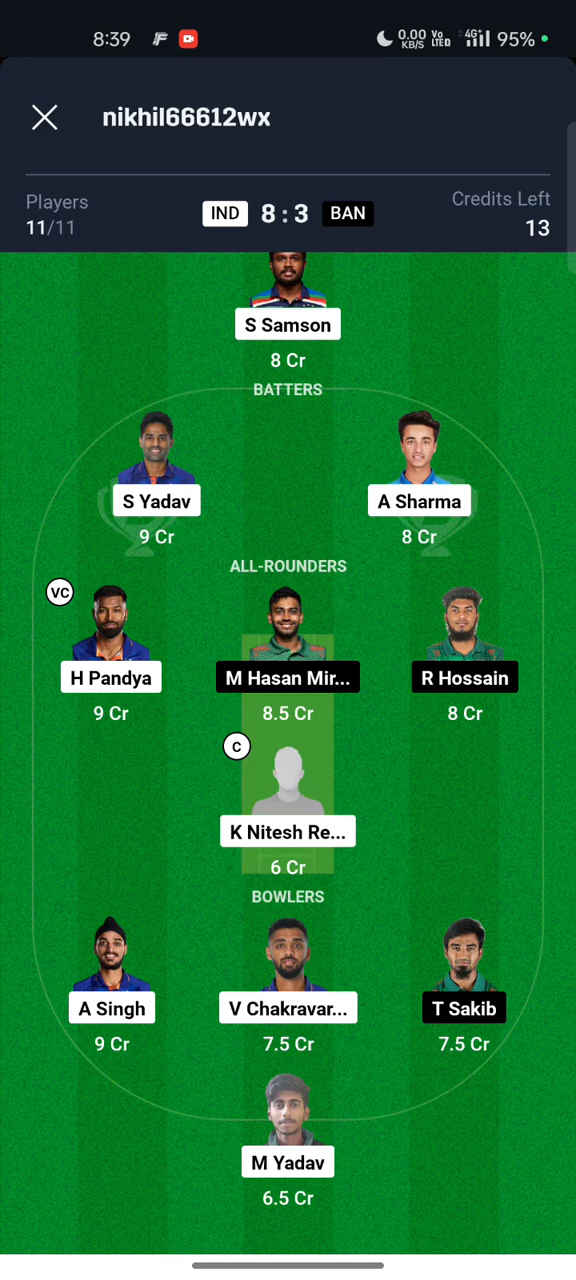 8:39 0.00 KB/S Vo LTED 4G+ 95%
nikhil66612wx
Players Credits Left
11/11 IND 8 : 3 BAN 13
S Samson
8 Cr
BATTERS
S Yadav A Sharma
9 Cr 8 Cr
ALL-ROUNDERS
VC
H Pandya M Hasan Mir... R Hossain
9 Cr 8.5 Cr 8 Cr
C
K Nitesh Re...
6 Cr
BOWLERS
A Singh V Chakravar... T Sakib
9 Cr 7.5 Cr 7.5 Cr
M Yadav
6.5 Cr